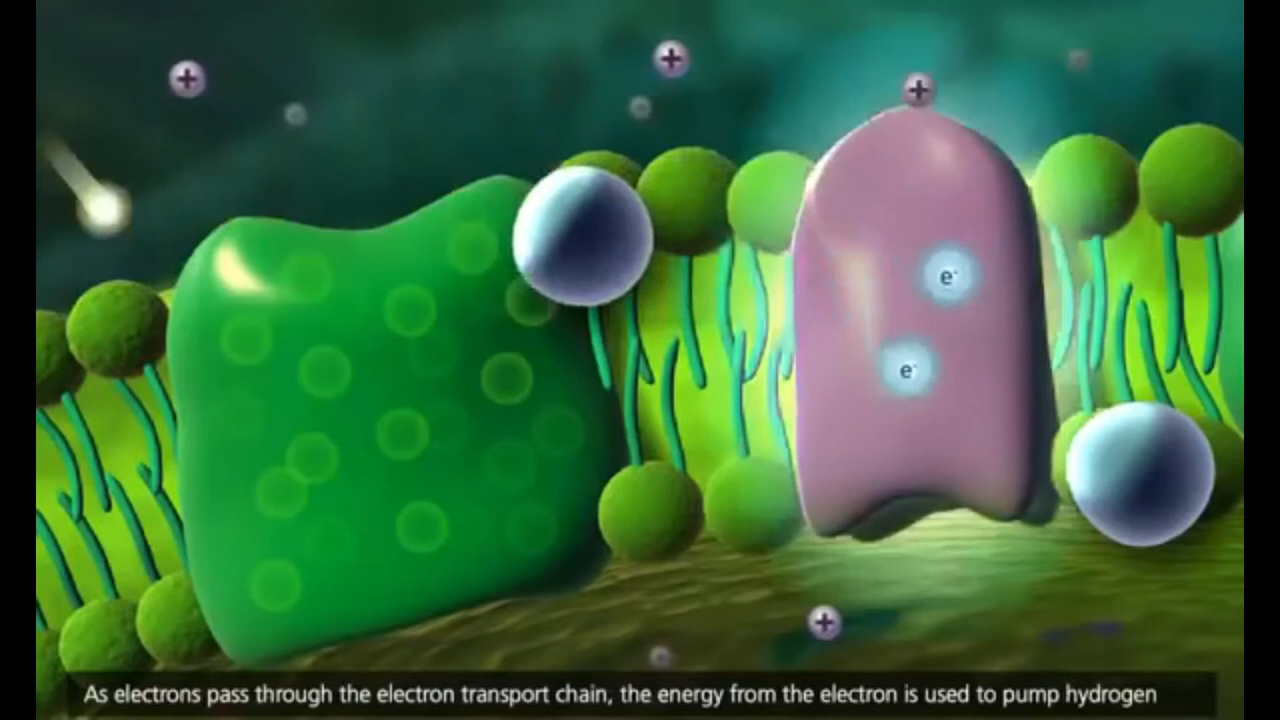 +
+
+
e-
e-
+
As electrons pass through the electron transport chain, the energy from the electron is used to pump hydrogen